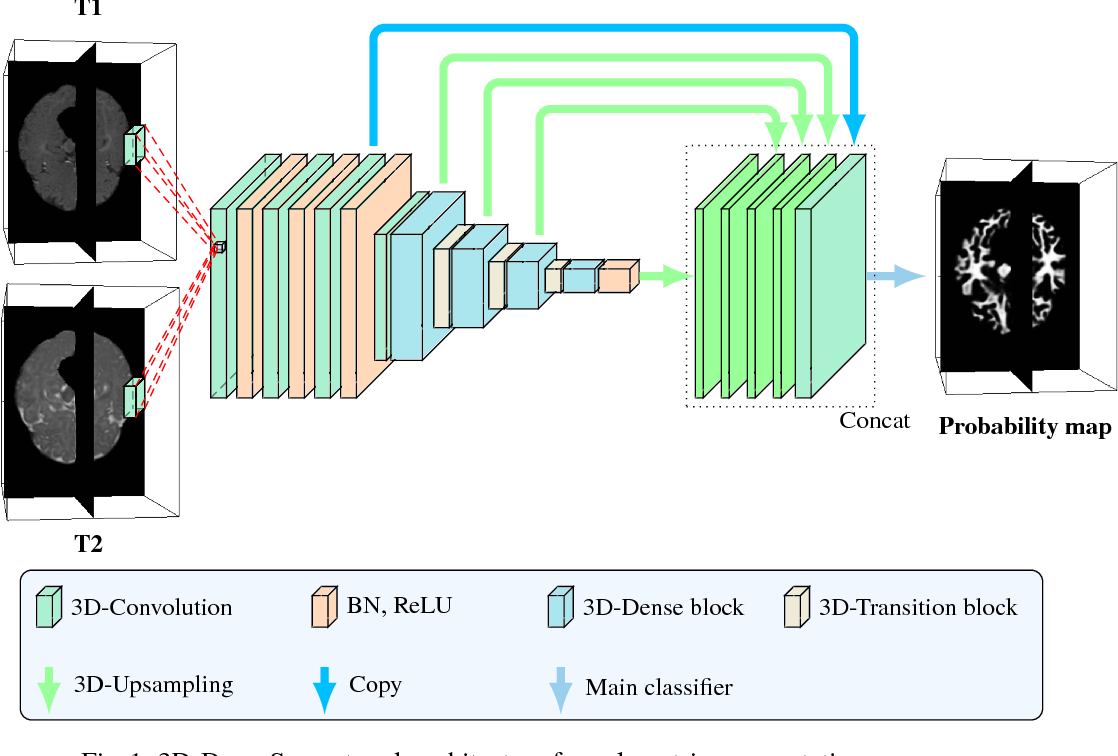 T1
Concat
Probability map
T2
3D-Convolution
BN, ReLU
3D-Dense block
3D-Transition block
3D-Upsampling
Copy
Main classifier